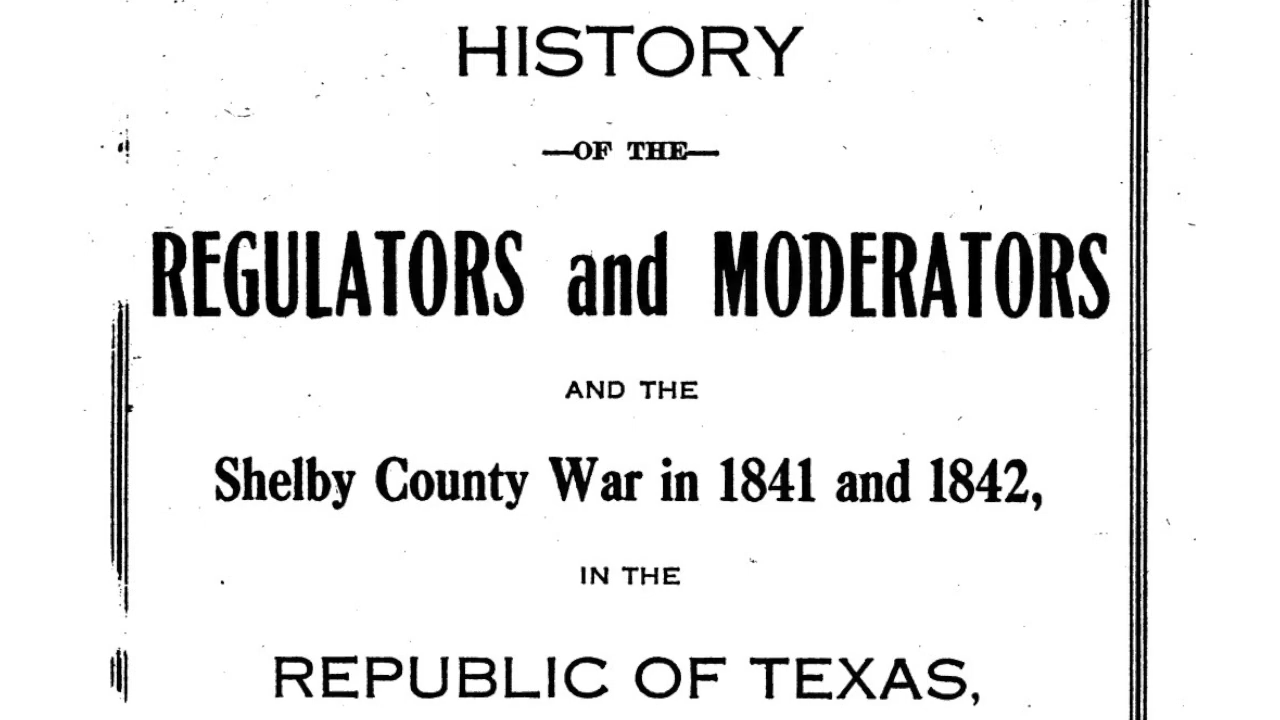 HISTORY
—OF THE—
REGULATORS and MODERATORS
AND THE
Shelby County War in 1841 and 1842,
IN THE
REPUBLIC OF TEXAS,